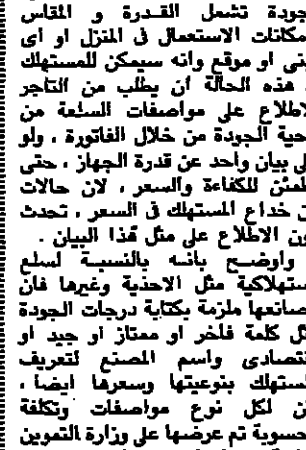 جودة تشمل القدرة و المقاس
مكانات الاستعمال فى المنزل او اى
نى او موقع وانه سيمكن للمستهلك
هذه الحالة أن يطلب من التاجر
لاطلاع على مواصفات السلعة من
حية الجودة من خلال الفاتورة ، ولو
بيان واحد عن قدرة الجهاز ، حتى
لمئن للكفاءة والسعر ، لان حالات
خداع المستهلك فى السعر ، تحدث
ون الاطلاع على مثل هذا البيان .
واوضح بانه بالنسبة لسلع
ستهلاكية مثل الاحذية وغيرها فان
صانعها ملزمة بكتابة درجات الجودة
كلمة فاخر او ممتاز او جيد او
تصادى واسم المصنع لتعريف
ستهلك بنوعيتها وسعرها ايضا ،
لكل نوع مواصفات وتكلفة
حسوبة تم عرضها على وزارة التموين